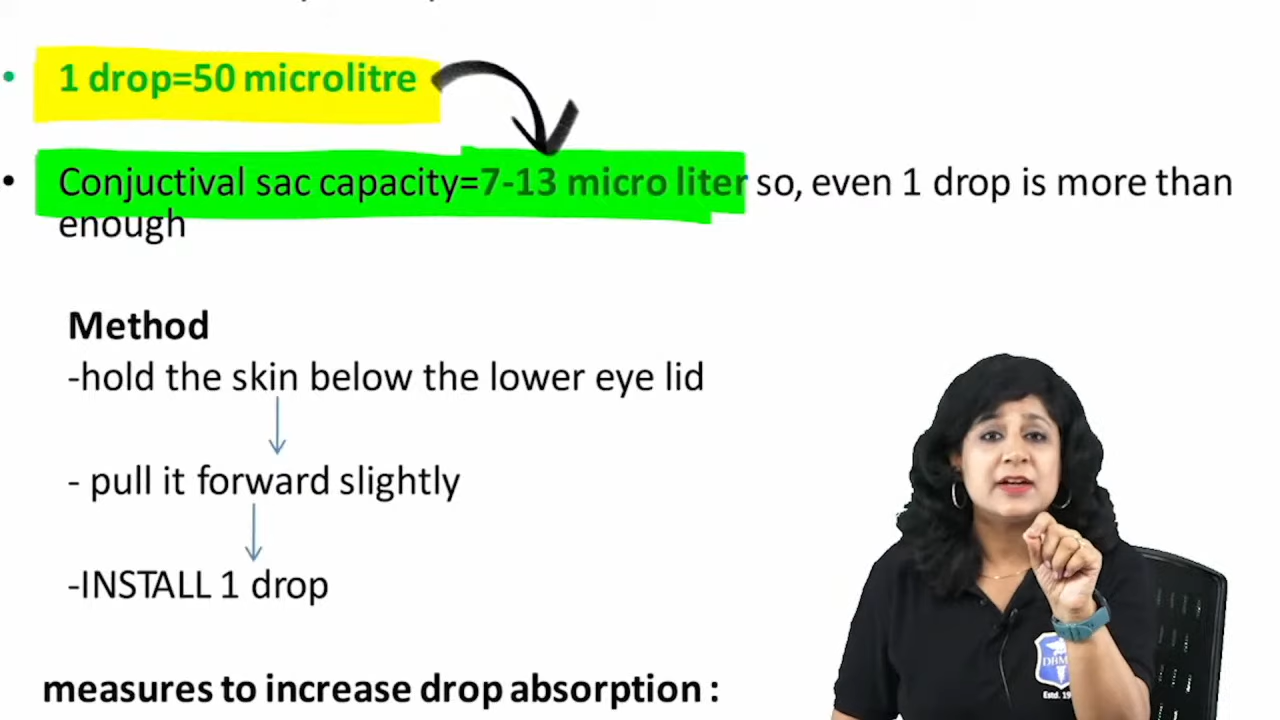 • 1 drop=50 microlitre
• Conjuctival sac capacity=7-13 micro liter so, even 1 drop is more than
enough
Method
-hold the skin below the lower eye lid
- pull it forward slightly
-INSTALL 1 drop
measures to increase drop absorption :